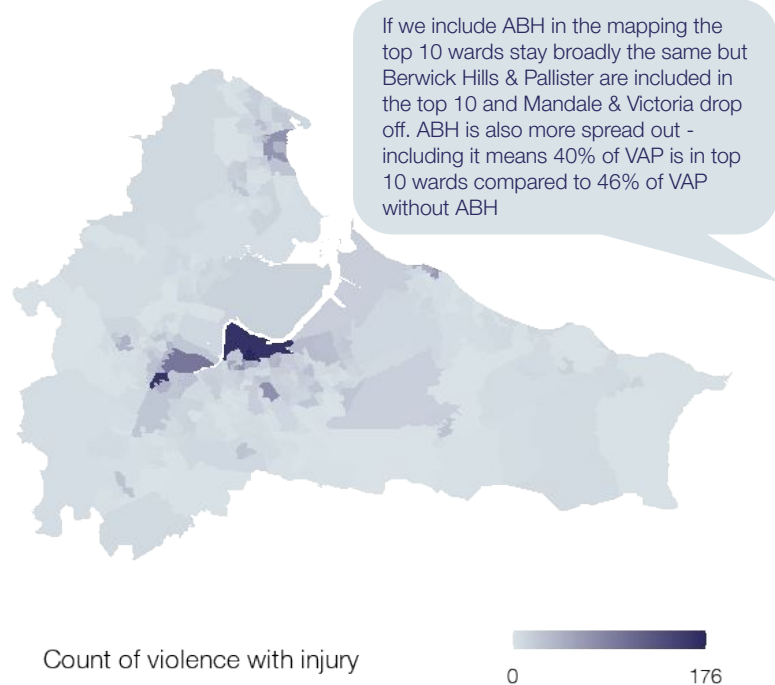 If we include ABH in the mapping the
top 10 wards stay broadly the same but
Berwick Hills & Pallister are included in
the top 10 and Mandale & Victoria drop
off. ABH is also more spread out -
including it means 40% of VAP is in top
10 wards compared to 46% of VAP
without ABH
Count of violence with injury
0 176